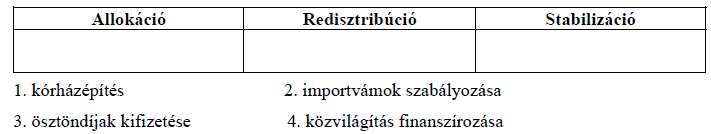 Allokáció Redisztribúció Stabilizáció
1. kórházépítés 2. importvámok szabályozása
3. ösztöndíjak kifizetése 4. közvilágítás finanszírozása